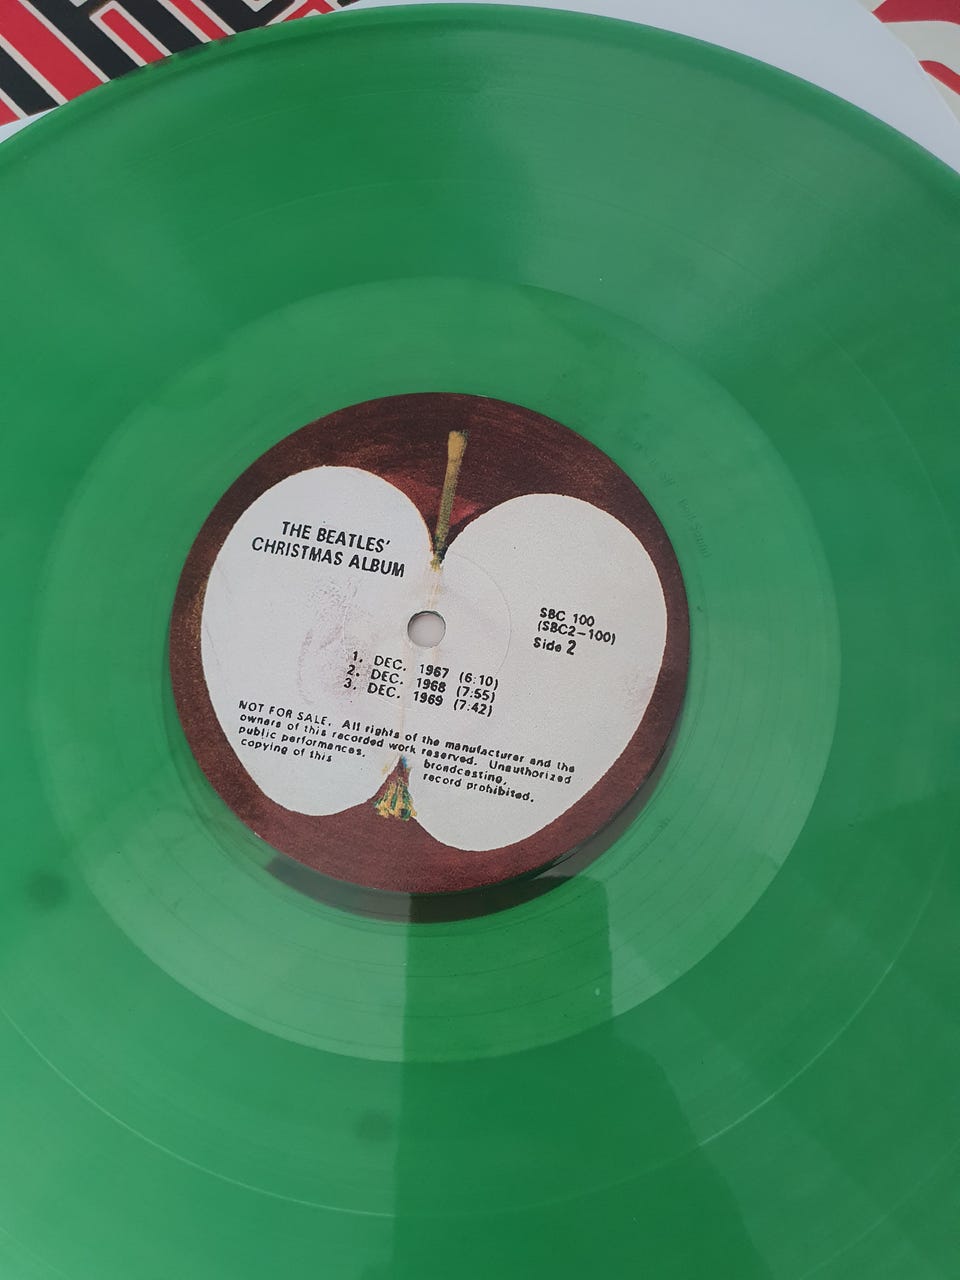 THE BEATLES'
CHRISTMAS ALBUM
SBC 100
(SBC2-100)
Side 2
1. DEC. 1967 (6:10)
2. DEC. 1968 (7:55)
3. DEC. 1969 (7:42)
NOT FOR SALE. All rights of the manufacturer and the
owners of this recorded work reserved. Unauthorized
public performances, broadcasting,
copying of this record prohibited.